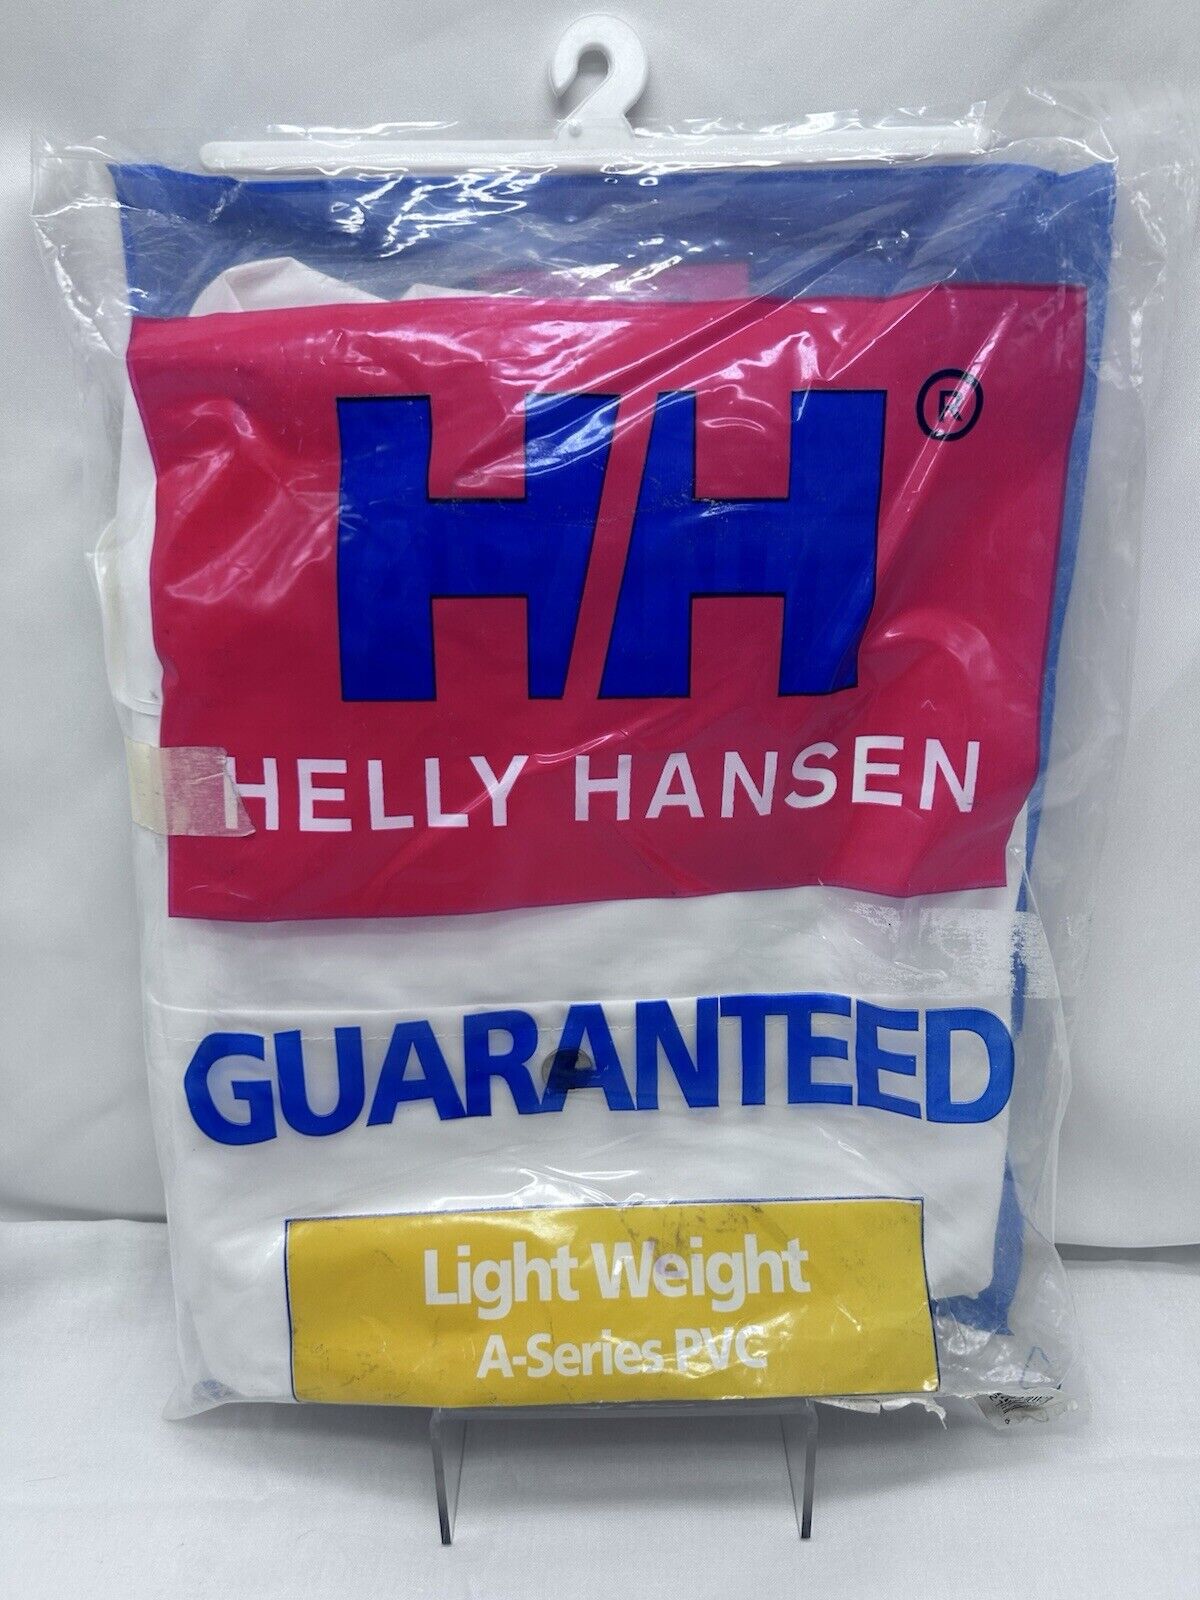 HH®
HELLY HANSEN
GUARANTEED
Light Weight
A-Series PVC